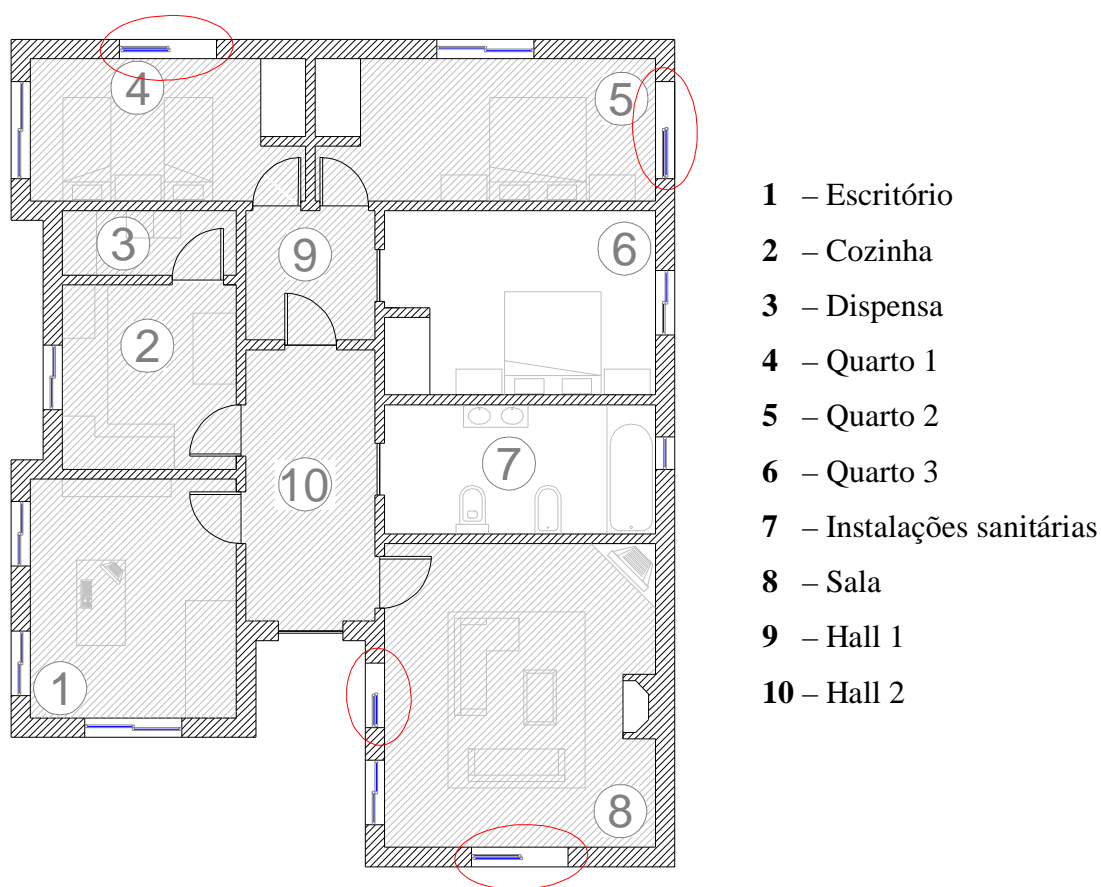 4
5
3
9
6
2
7
10
1
8
1 – Escritório
2 – Cozinha
3 – Dispensa
4 – Quarto 1
5 – Quarto 2
6 – Quarto 3
7 – Instalações sanitárias
8 – Sala
9 – Hall 1
10 – Hall 2